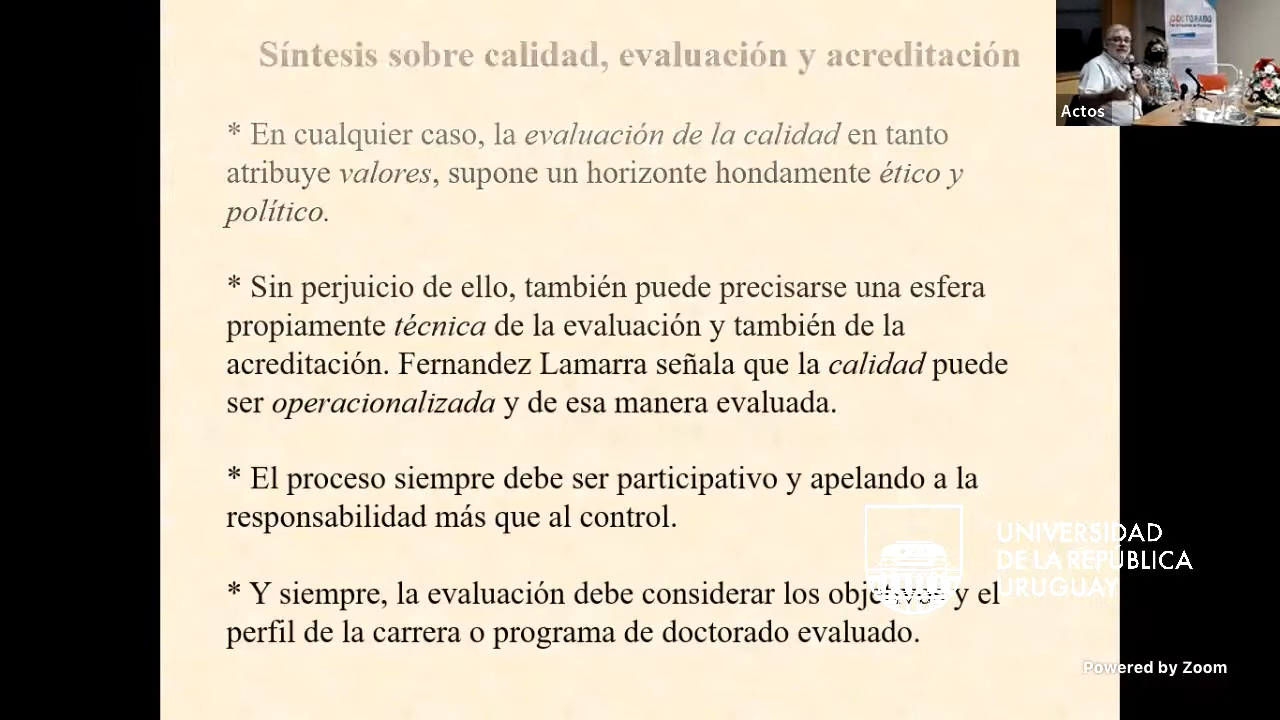 Síntesis sobre calidad, evaluación y acreditación
* En cualquier caso, la evaluación de la calidad en tanto
atribuye valores, supone un horizonte hondamente ético y
político.
* Sin perjuicio de ello, también puede precisarse una esfera
propiamente técnica de la evaluación y también de la
acreditación. Fernandez Lamarra señala que la calidad puede
ser operacionalizada y de esa manera evaluada.
* El proceso siempre debe ser participativo y apelando a la
responsabilidad más que al control.
* Y siempre, la evaluación debe considerar los objetivos y el
perfil de la carrera o programa de doctorado evaluado.
DOCTORADO
Actos
UNIVERSIDAD
DE LA REPÚBLICA
URUGUAY
Powered by Zoom